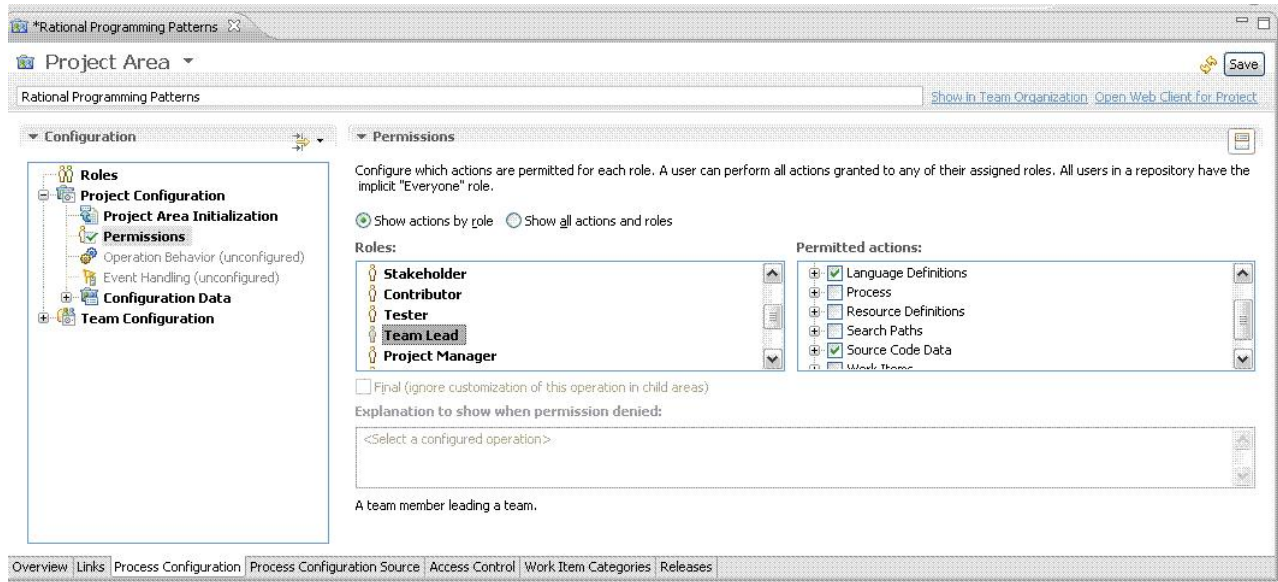 *Rational Programming Patterns
Project Area
Save
Rational Programming Patterns
Show in Team Organization Open Web Client for Project
Configuration
Permissions
Roles
Project Configuration
Project Area Initialization
Permissions
Operation Behavior (unconfigured)
Event Handling (unconfigured)
Configuration Data
Team Configuration
Configure which actions are permitted for each role. A user can perform all actions granted to any of their assigned roles. All users in a repository have the
implicit "Everyone" role.
Show actions by role Show all actions and roles
Roles:
Stakeholder
Contributor
Tester
Team Lead
Project Manager
Permitted actions:
Language Definitions
Process
Resource Definitions
Search Paths
Source Code Data
Work Items
Final (ignore customization of this operation in child areas)
Explanation to show when permission denied:
<Select a configured operation>
A team member leading a team.
Overview Links Process Configuration Process Configuration Source Access Control Work Item Categories Releases